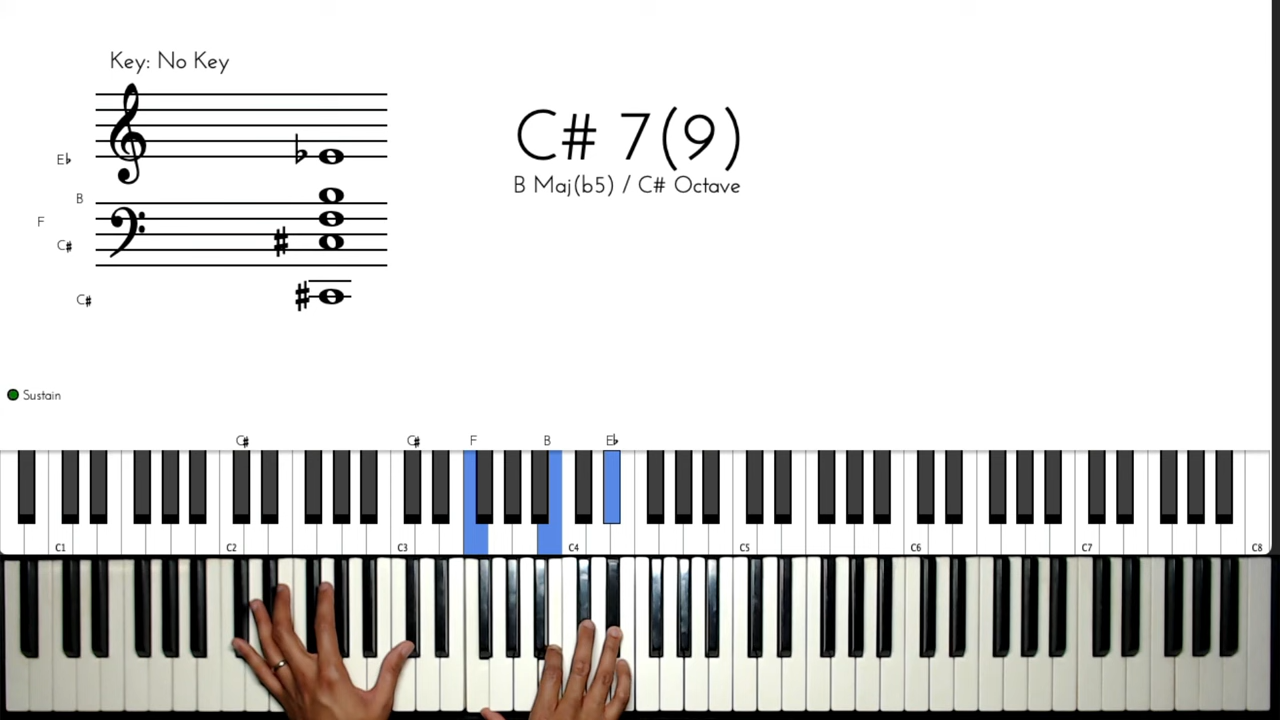 Key: No Key
C# 7(9)
B Maj(b5) / C# Octave
E♭
B
F
C#
C#
Sustain
C# C# F B E♭
C1 C2 C3 C4 C5 C6 C7 C8